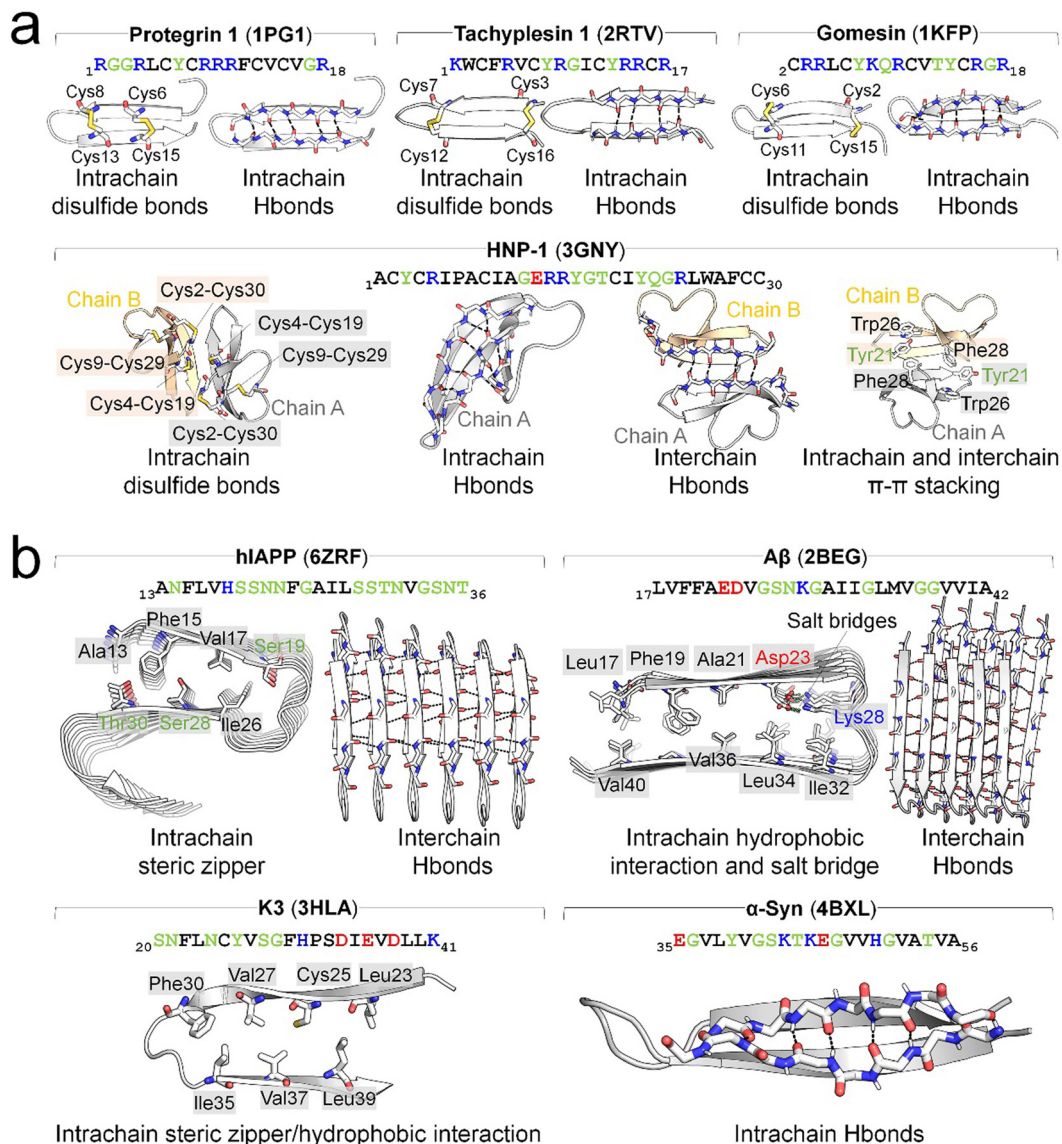 a
Protegrin 1 (1PG1)
1RGGRLCYCRRRFCVCVGR18
Cys8
Cys6
Cys13
Cys15
Intrachain
disulfide bonds
Intrachain
Hbonds
Tachyplesin 1 (2RTV)
1KWCFRVCYRGICYRRCR17
Cys7
Cys3
Cys12
Cys16
Intrachain
disulfide bonds
Intrachain
Hbonds
Gomesin (1KFP)
2CRRLCYKQRCVTYCRGR18
Cys6
Cys2
Cys11
Cys15
Intrachain
disulfide bonds
Intrachain
Hbonds
HNP-1 (3GNY)
1ACYCRIPACIAGERRYGTCIYQGRLWAFCC30
Chain B
Cys2-Cys30
Cys4-Cys19
Cys9-Cys29
Cys9-Cys29
Cys4-Cys19
Chain A
Cys2-Cys30
Intrachain
disulfide bonds
Chain A
Intrachain
Hbonds
Chain B
Chain A
Interchain
Hbonds
Chain B
Trp26
Tyr21
Phe28
Phe28
Tyr21
Trp26
Chain A
Intrachain and interchain
π-π stacking
b
hIAPP (6ZRF)
13ANFLVHSSNNFGAILSSTNVGSNT36
Phe15
Ala13
Val17
Ser19
Thr30
Ser28
Ile26
Intrachain
steric zipper
Interchain
Hbonds
Aβ (2BEG)
17LVFFAEDVGSNKGAIIGLMVGGVVIA42
Salt bridges
Leu17
Phe19
Ala21
Asp23
Lys28
Val36
Val40
Leu34
Ile32
Intrachain hydrophobic
interaction and salt bridge
Interchain
Hbonds
K3 (3HLA)
20SNFLNCYVSGFHPSDIEVDLLK41
Phe30
Val27
Cys25
Leu23
Ile35
Val37
Leu39
Intrachain steric zipper/hydrophobic interaction
α-Syn (4BXL)
35EGVLYVGSKTKEGVVHGVATVA56
Intrachain Hbonds